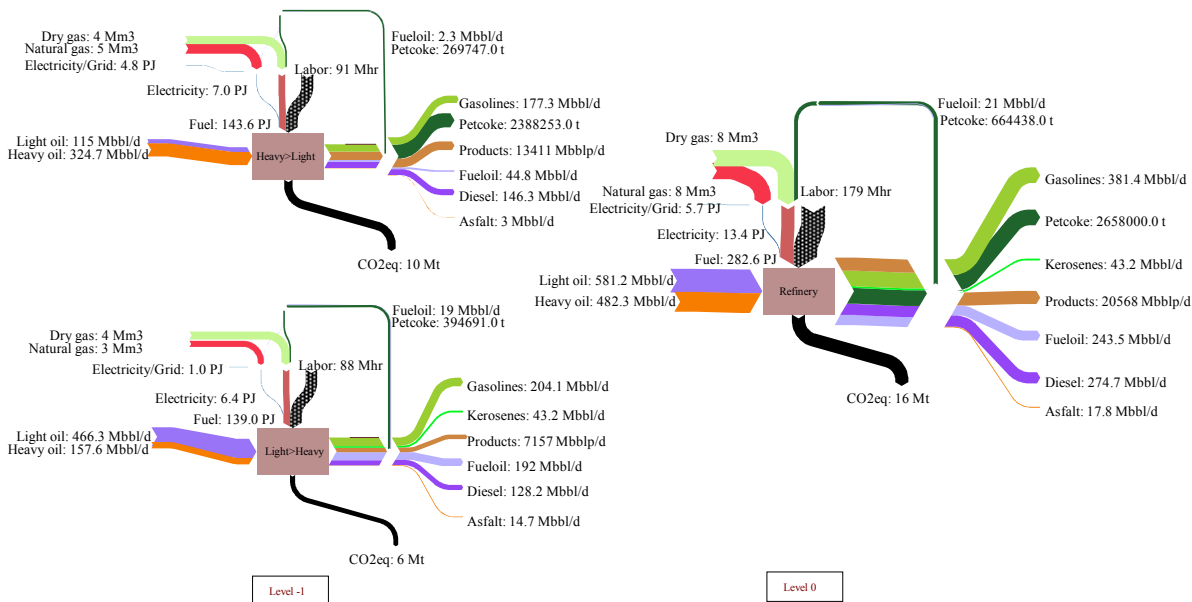 Dry gas: 4 Mm3
Natural gas: 5 Mm3
Electricity/Grid: 4.8 PJ
Labor: 91 Mhr
Electricity: 7.0 PJ
Fuel: 143.6 PJ
Light oil: 115 Mbbl/d
Heavy oil: 324.7 Mbbl/d
Heavy>Light
Fueloil: 2.3 Mbbl/d
Petcoke: 269747.0 t
Gasolines: 177.3 Mbbl/d
Petcoke: 2388253.0 t
Products: 13411 Mbblp/d
Fueloil: 44.8 Mbbl/d
Diesel: 146.3 Mbbl/d
Asfalt: 3 Mbbl/d
CO2eq: 10 Mt
Dry gas: 4 Mm3
Natural gas: 3 Mm3
Electricity/Grid: 1.0 PJ
Labor: 88 Mhr
Electricity: 6.4 PJ
Fuel: 139.0 PJ
Light oil: 466.3 Mbbl/d
Heavy oil: 157.6 Mbbl/d
Light>Heavy
Fueloil: 19 Mbbl/d
Petcoke: 394691.0 t
Gasolines: 204.1 Mbbl/d
Kerosenes: 43.2 Mbbl/d
Products: 7157 Mbblp/d
Fueloil: 192 Mbbl/d
Diesel: 128.2 Mbbl/d
Asfalt: 14.7 Mbbl/d
CO2eq: 6 Mt
Level -1
Fueloil: 21 Mbbl/d
Petcoke: 664438.0 t
Dry gas: 8 Mm3
Natural gas: 8 Mm3
Labor: 179 Mhr
Electricity/Grid: 5.7 PJ
Electricity: 13.4 PJ
Fuel: 282.6 PJ
Light oil: 581.2 Mbbl/d
Heavy oil: 482.3 Mbbl/d
Refinery
Gasolines: 381.4 Mbbl/d
Petcoke: 2658000.0 t
Kerosenes: 43.2 Mbbl/d
Products: 20568 Mbblp/d
Fueloil: 243.5 Mbbl/d
Diesel: 274.7 Mbbl/d
Asfalt: 17.8 Mbbl/d
CO2eq: 16 Mt
Level 0